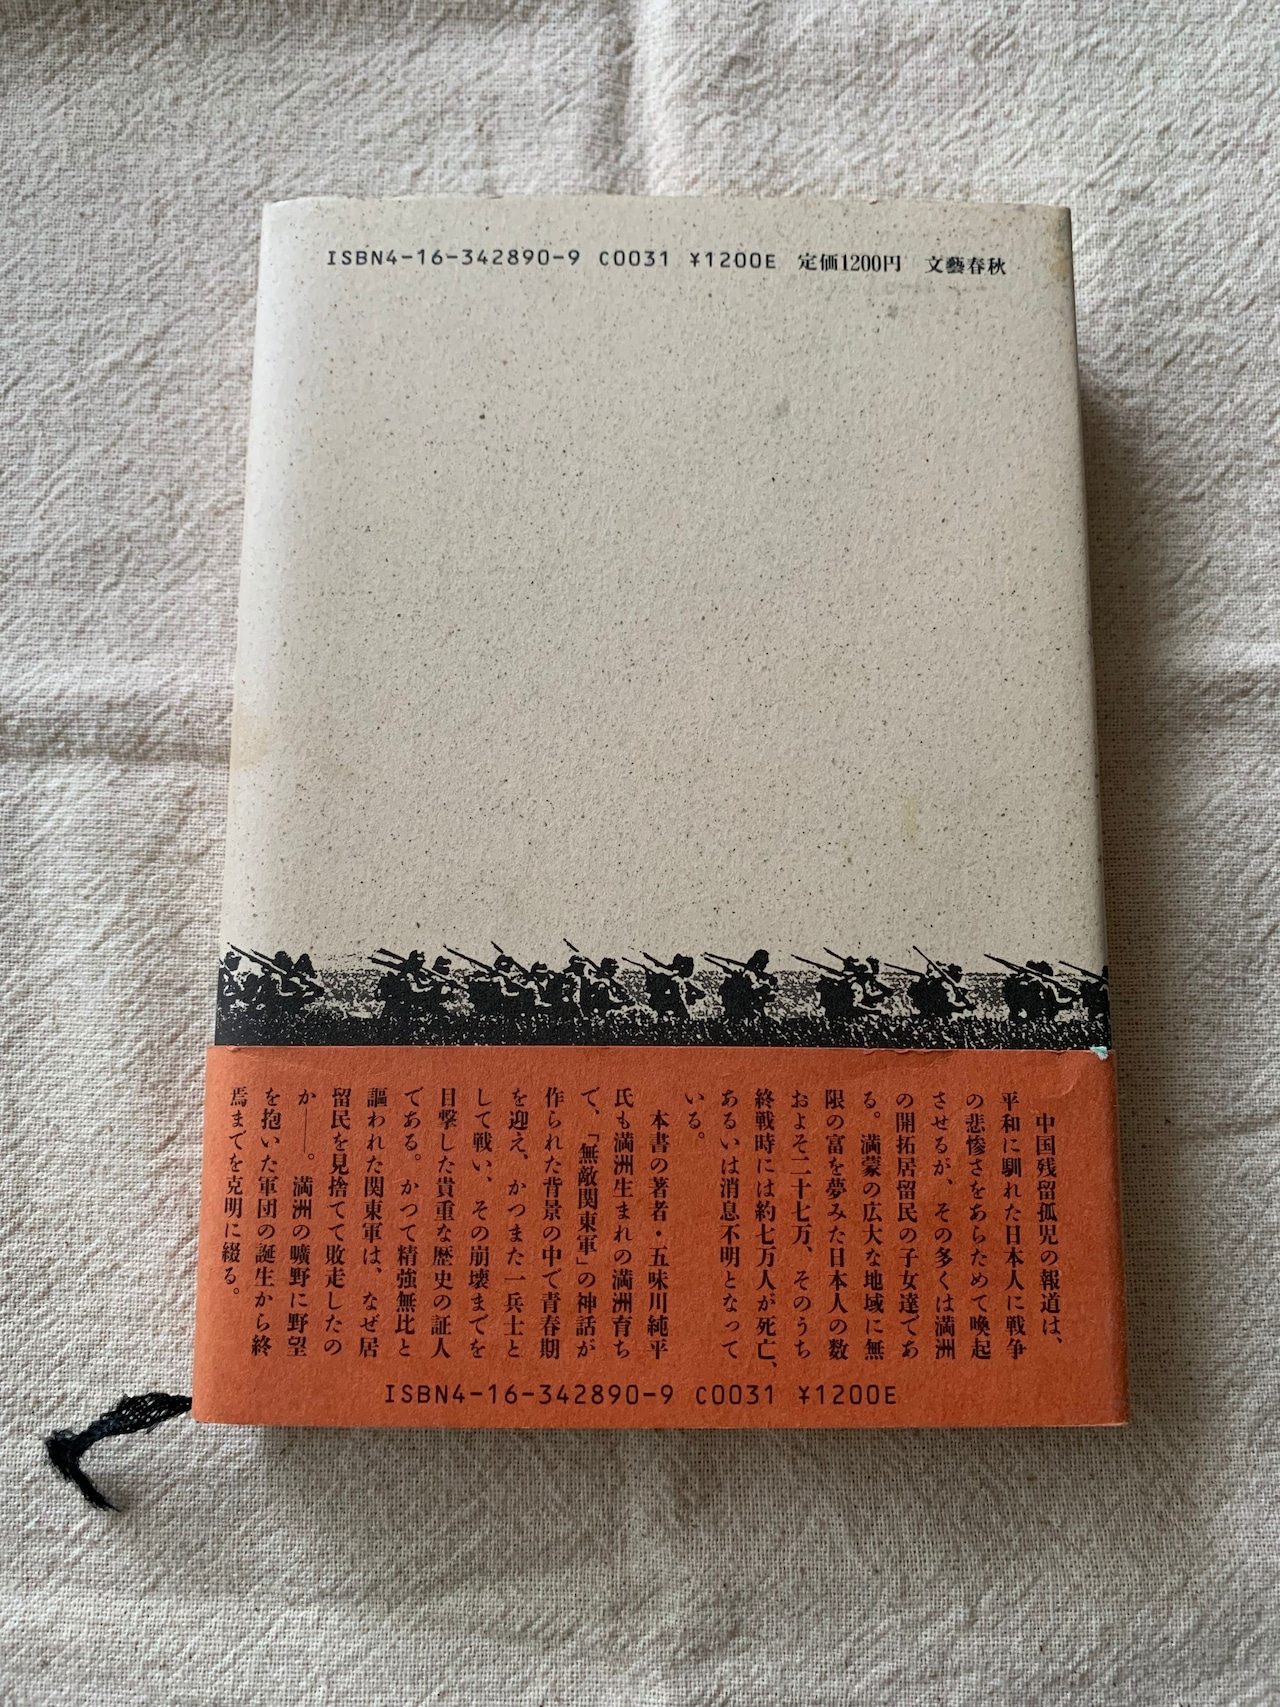 ISBN4-16-342890-9 C0031 ¥1200E 定価1200円 文藝春秋
中国残留孤児の報道は、
平和に馴れた日本人に戦争
の悲惨さをあらためて喚起
させるが、その多くは満洲
の開拓居留民の子女達であ
る。満蒙の広大な地域に無
限の富を夢みた日本人の数
およそ二十七万、そのうち
終戦時には約七万人が死亡、
あるいは消息不明となって
いる。
本書の著者・五味川純平
氏も満洲生まれの満洲育ち
で、「無敵関東軍」の神話が
作られた背景の中で青春期
を迎え、かつまた一兵士と
して戦い、その崩壊までを
目撃した貴重な歴史の証人
である。かつて精強無比と
謳われた関東軍は、なぜ居
留民を見捨てて敗走したの
か――。満洲の曠野に野望
を抱いた軍団の誕生から終
焉までを克明に綴る。
ISBN4-16-342890-9 C0031 ¥1200E